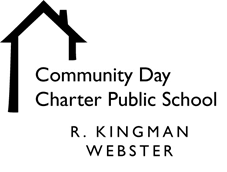 Community Day
Charter Public School
R. KINGMAN
WEBSTER